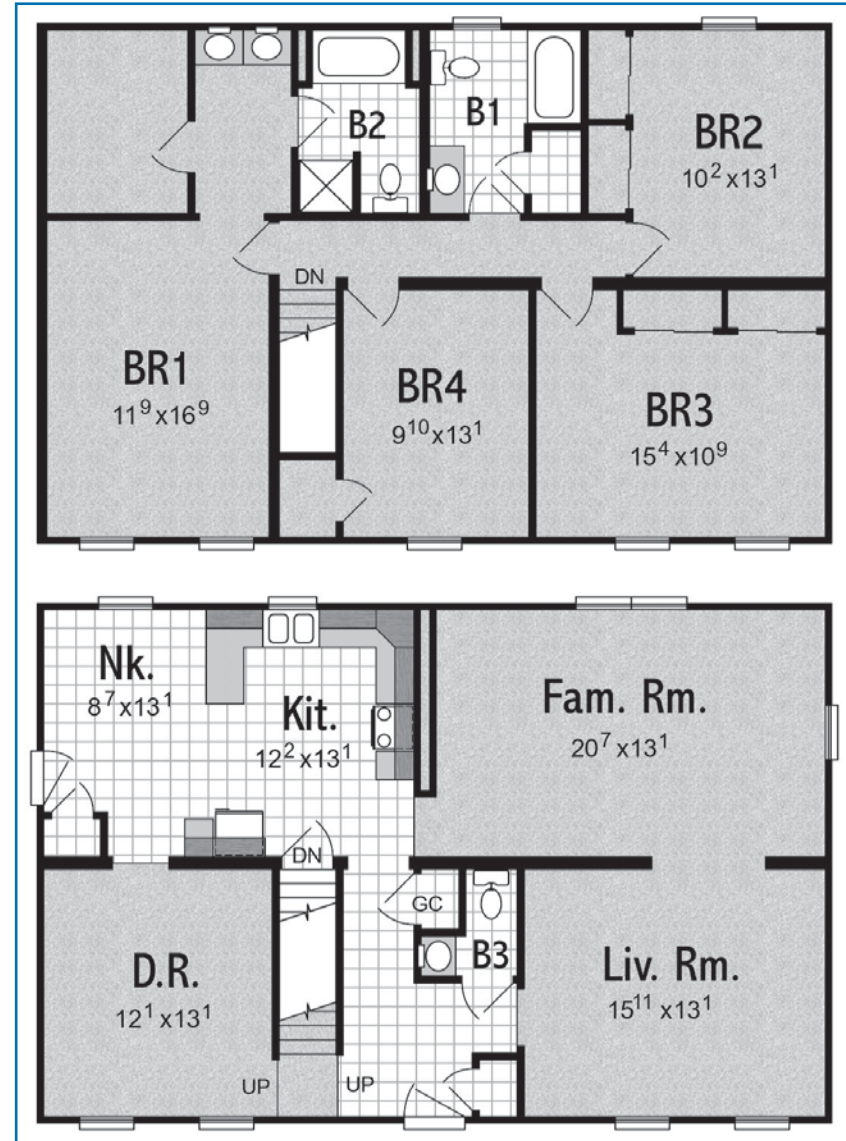 B2
B1
BR2
10² x13¹
DN
BR1
11⁹ x16⁹
BR4
9¹⁰ x13¹
BR3
15⁴ x10⁹
Nk.
8⁷ x13¹
Kit.
12² x13¹
Fam. Rm.
20⁷ x13¹
DN
GC
B3
D.R.
12¹ x13¹
Liv. Rm.
15¹¹ x13¹
UP
UP